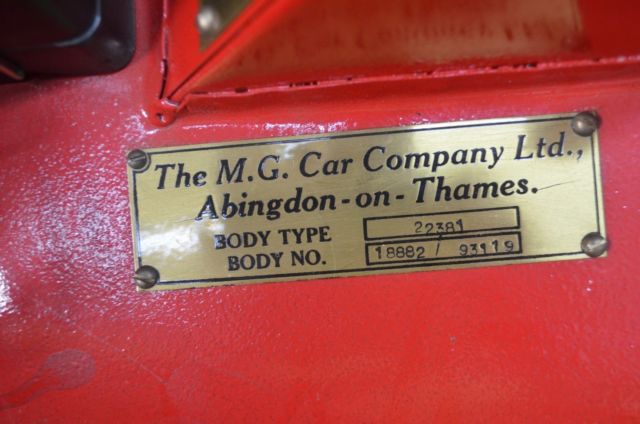 The M.G. Car Company Ltd.,
Abingdon-on-Thames.
BODY TYPE 22381
BODY NO. 18882 / 93119